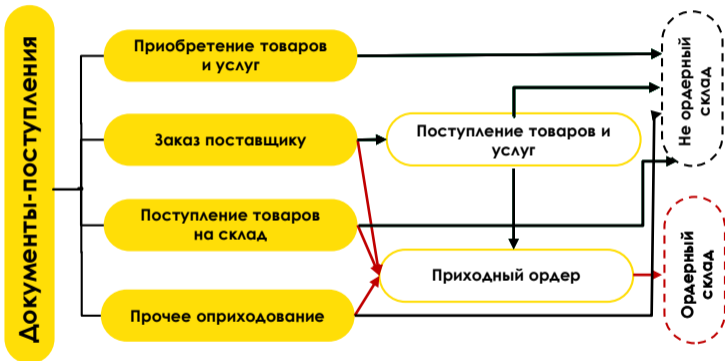 Документы-поступления
Приобретение товаров
и услуг
Заказ поставщику
Поступление товаров
на склад
Прочее оприходование
Поступление товаров и
услуг
Приходный ордер
Не ордерный
склад
Ордерный
склад